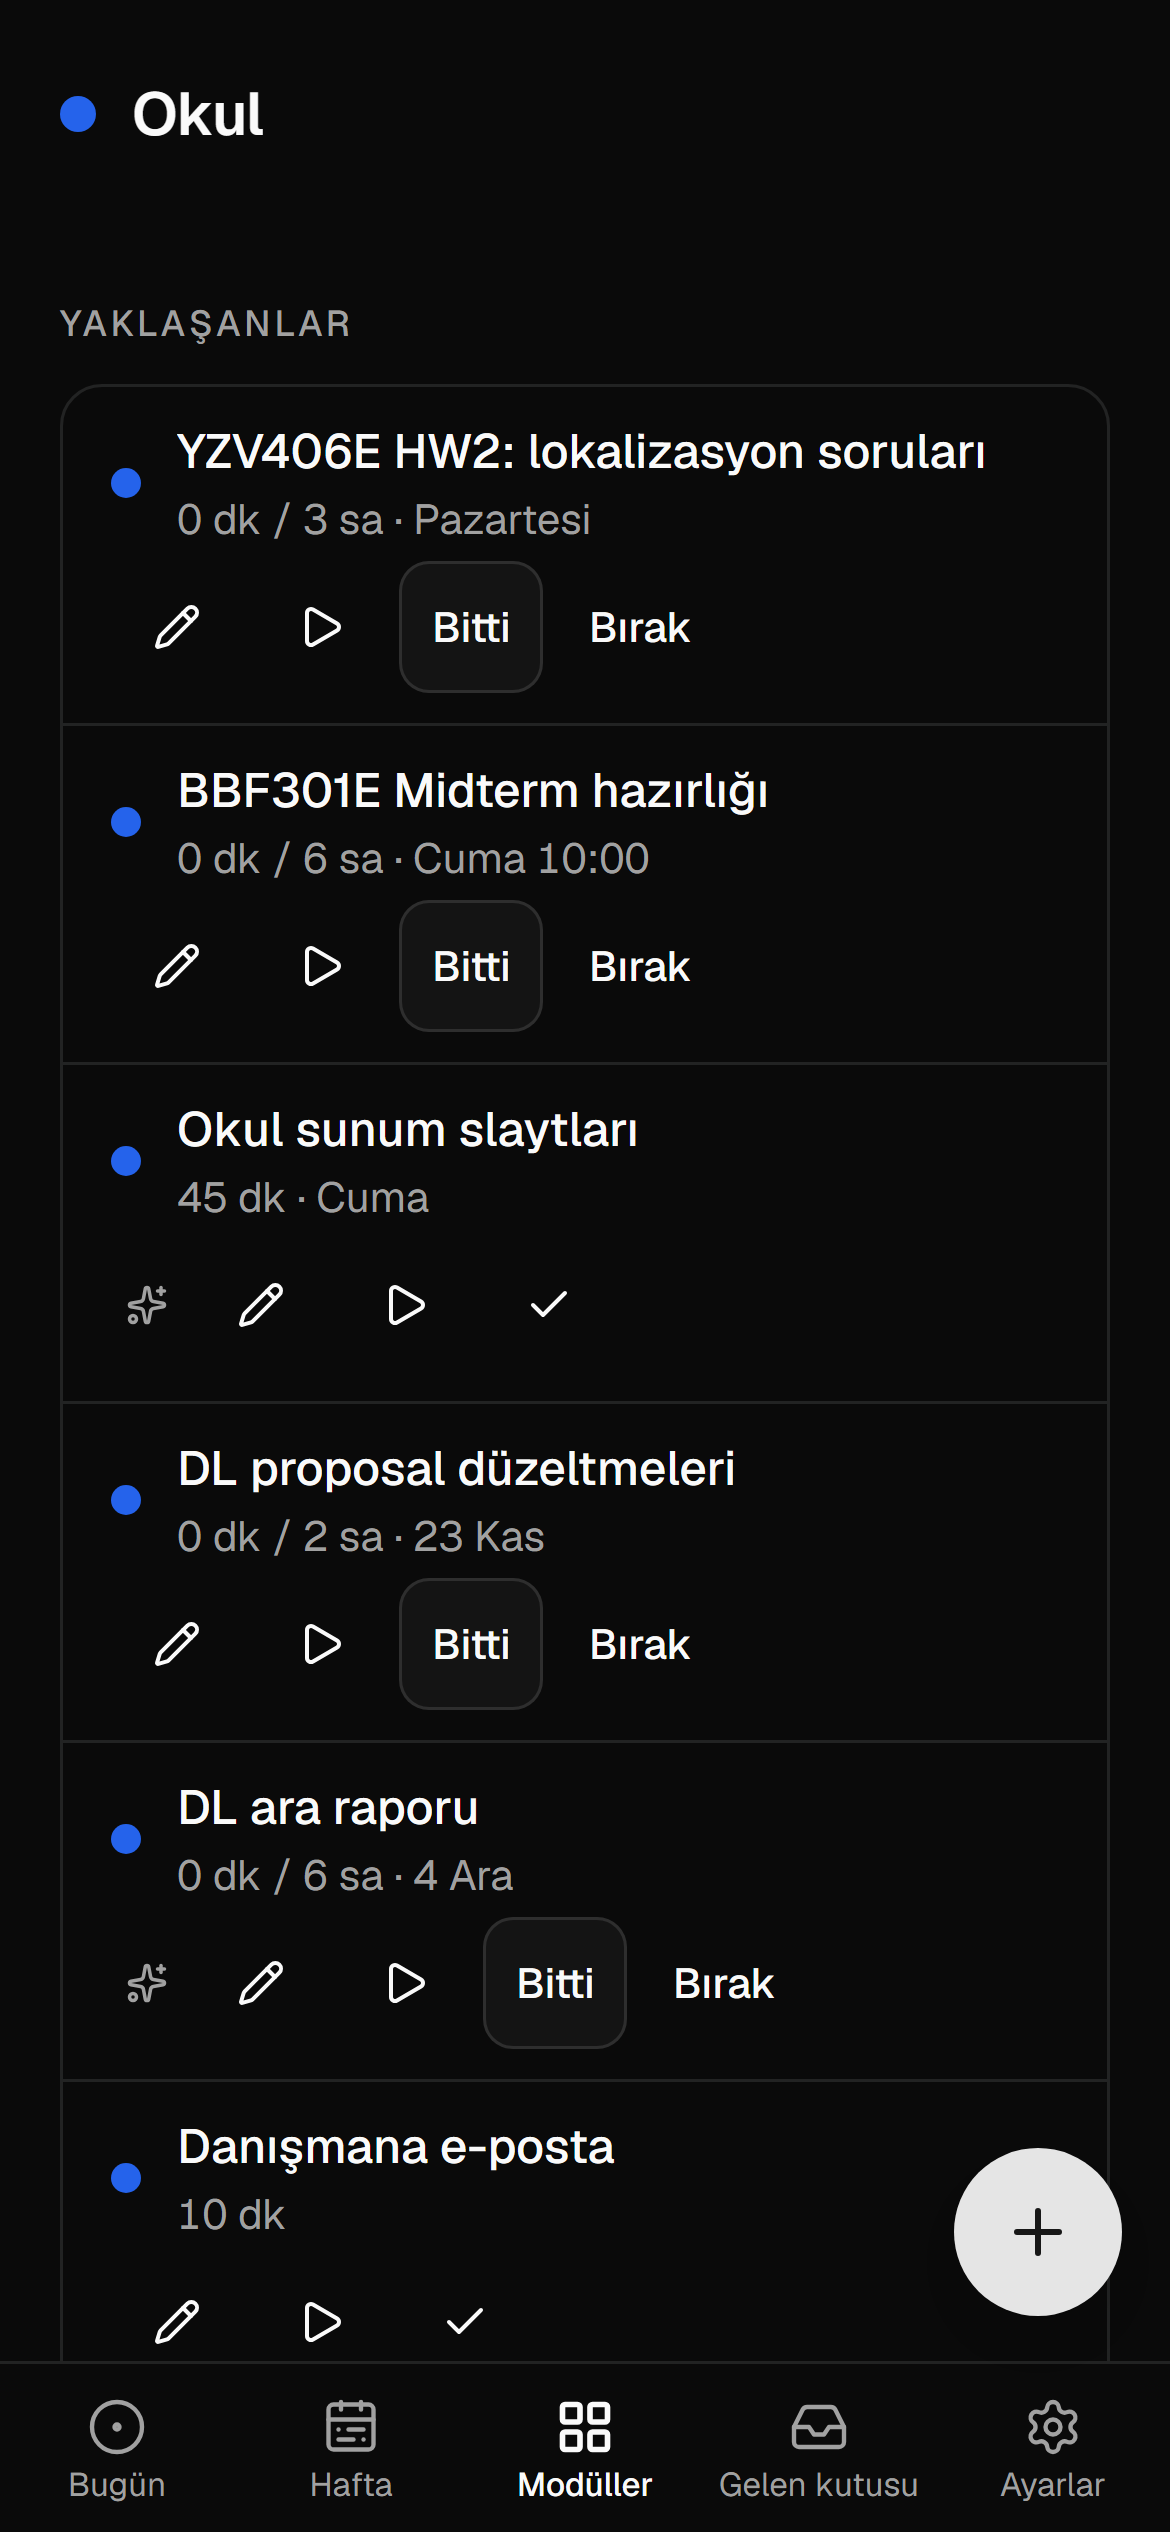 Okul
YAKLAŞANLAR
YZV406E HW2: lokalizasyon soruları
0 dk / 3 sa · Pazartesi
Bitti Bırak
BBF301E Midterm hazırlığı
0 dk / 6 sa · Cuma 10:00
Bitti Bırak
Okul sunum slaytları
45 dk · Cuma
DL proposal düzeltmeleri
0 dk / 2 sa · 23 Kas
Bitti Bırak
DL ara raporu
0 dk / 6 sa · 4 Ara
Bitti Bırak
Danışmana e-posta
10 dk
Bugün Hafta Modüller Gelen kutusu Ayarlar